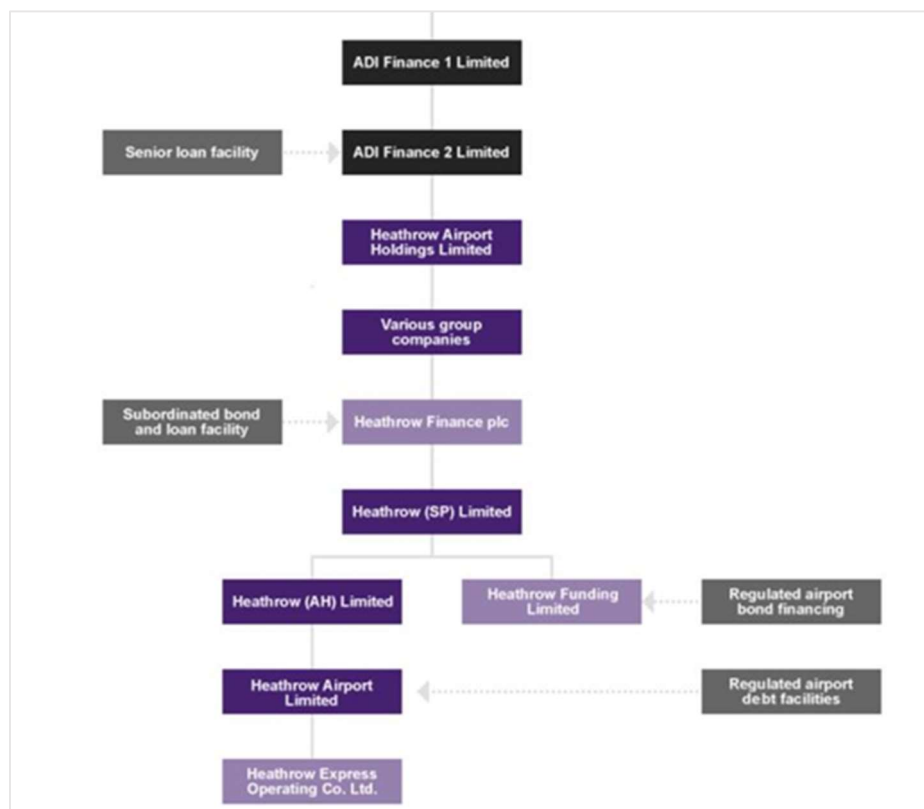 ADI Finance 1 Limited
Senior loan facility
ADI Finance 2 Limited
Heathrow Airport
Holdings Limited
Various group
companies
Subordinated bond
and loan facility
Heathrow Finance plc
Heathrow (SP) Limited
Heathrow (AH) Limited
Heathrow Funding
Limited
Regulated airport
bond financing
Heathrow Airport
Limited
Regulated airport
debt facilities
Heathrow Express
Operating Co. Ltd.